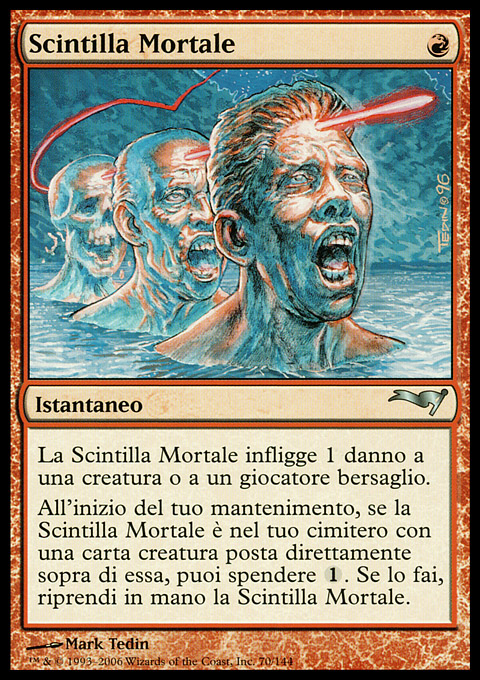 Scintilla Mortale
TEDIN © 96
Istantaneo
La Scintilla Mortale infligge 1 danno a
una creatura o a un giocatore bersaglio.
All'inizio del tuo mantenimento, se la
Scintilla Mortale è nel tuo cimitero con
una carta creatura posta direttamente
sopra di essa, puoi spendere 1. Se lo fai,
riprendi in mano la Scintilla Mortale.
Mark Tedin
™ & © 1993–2006 Wizards of the Coast, Inc. 70/144